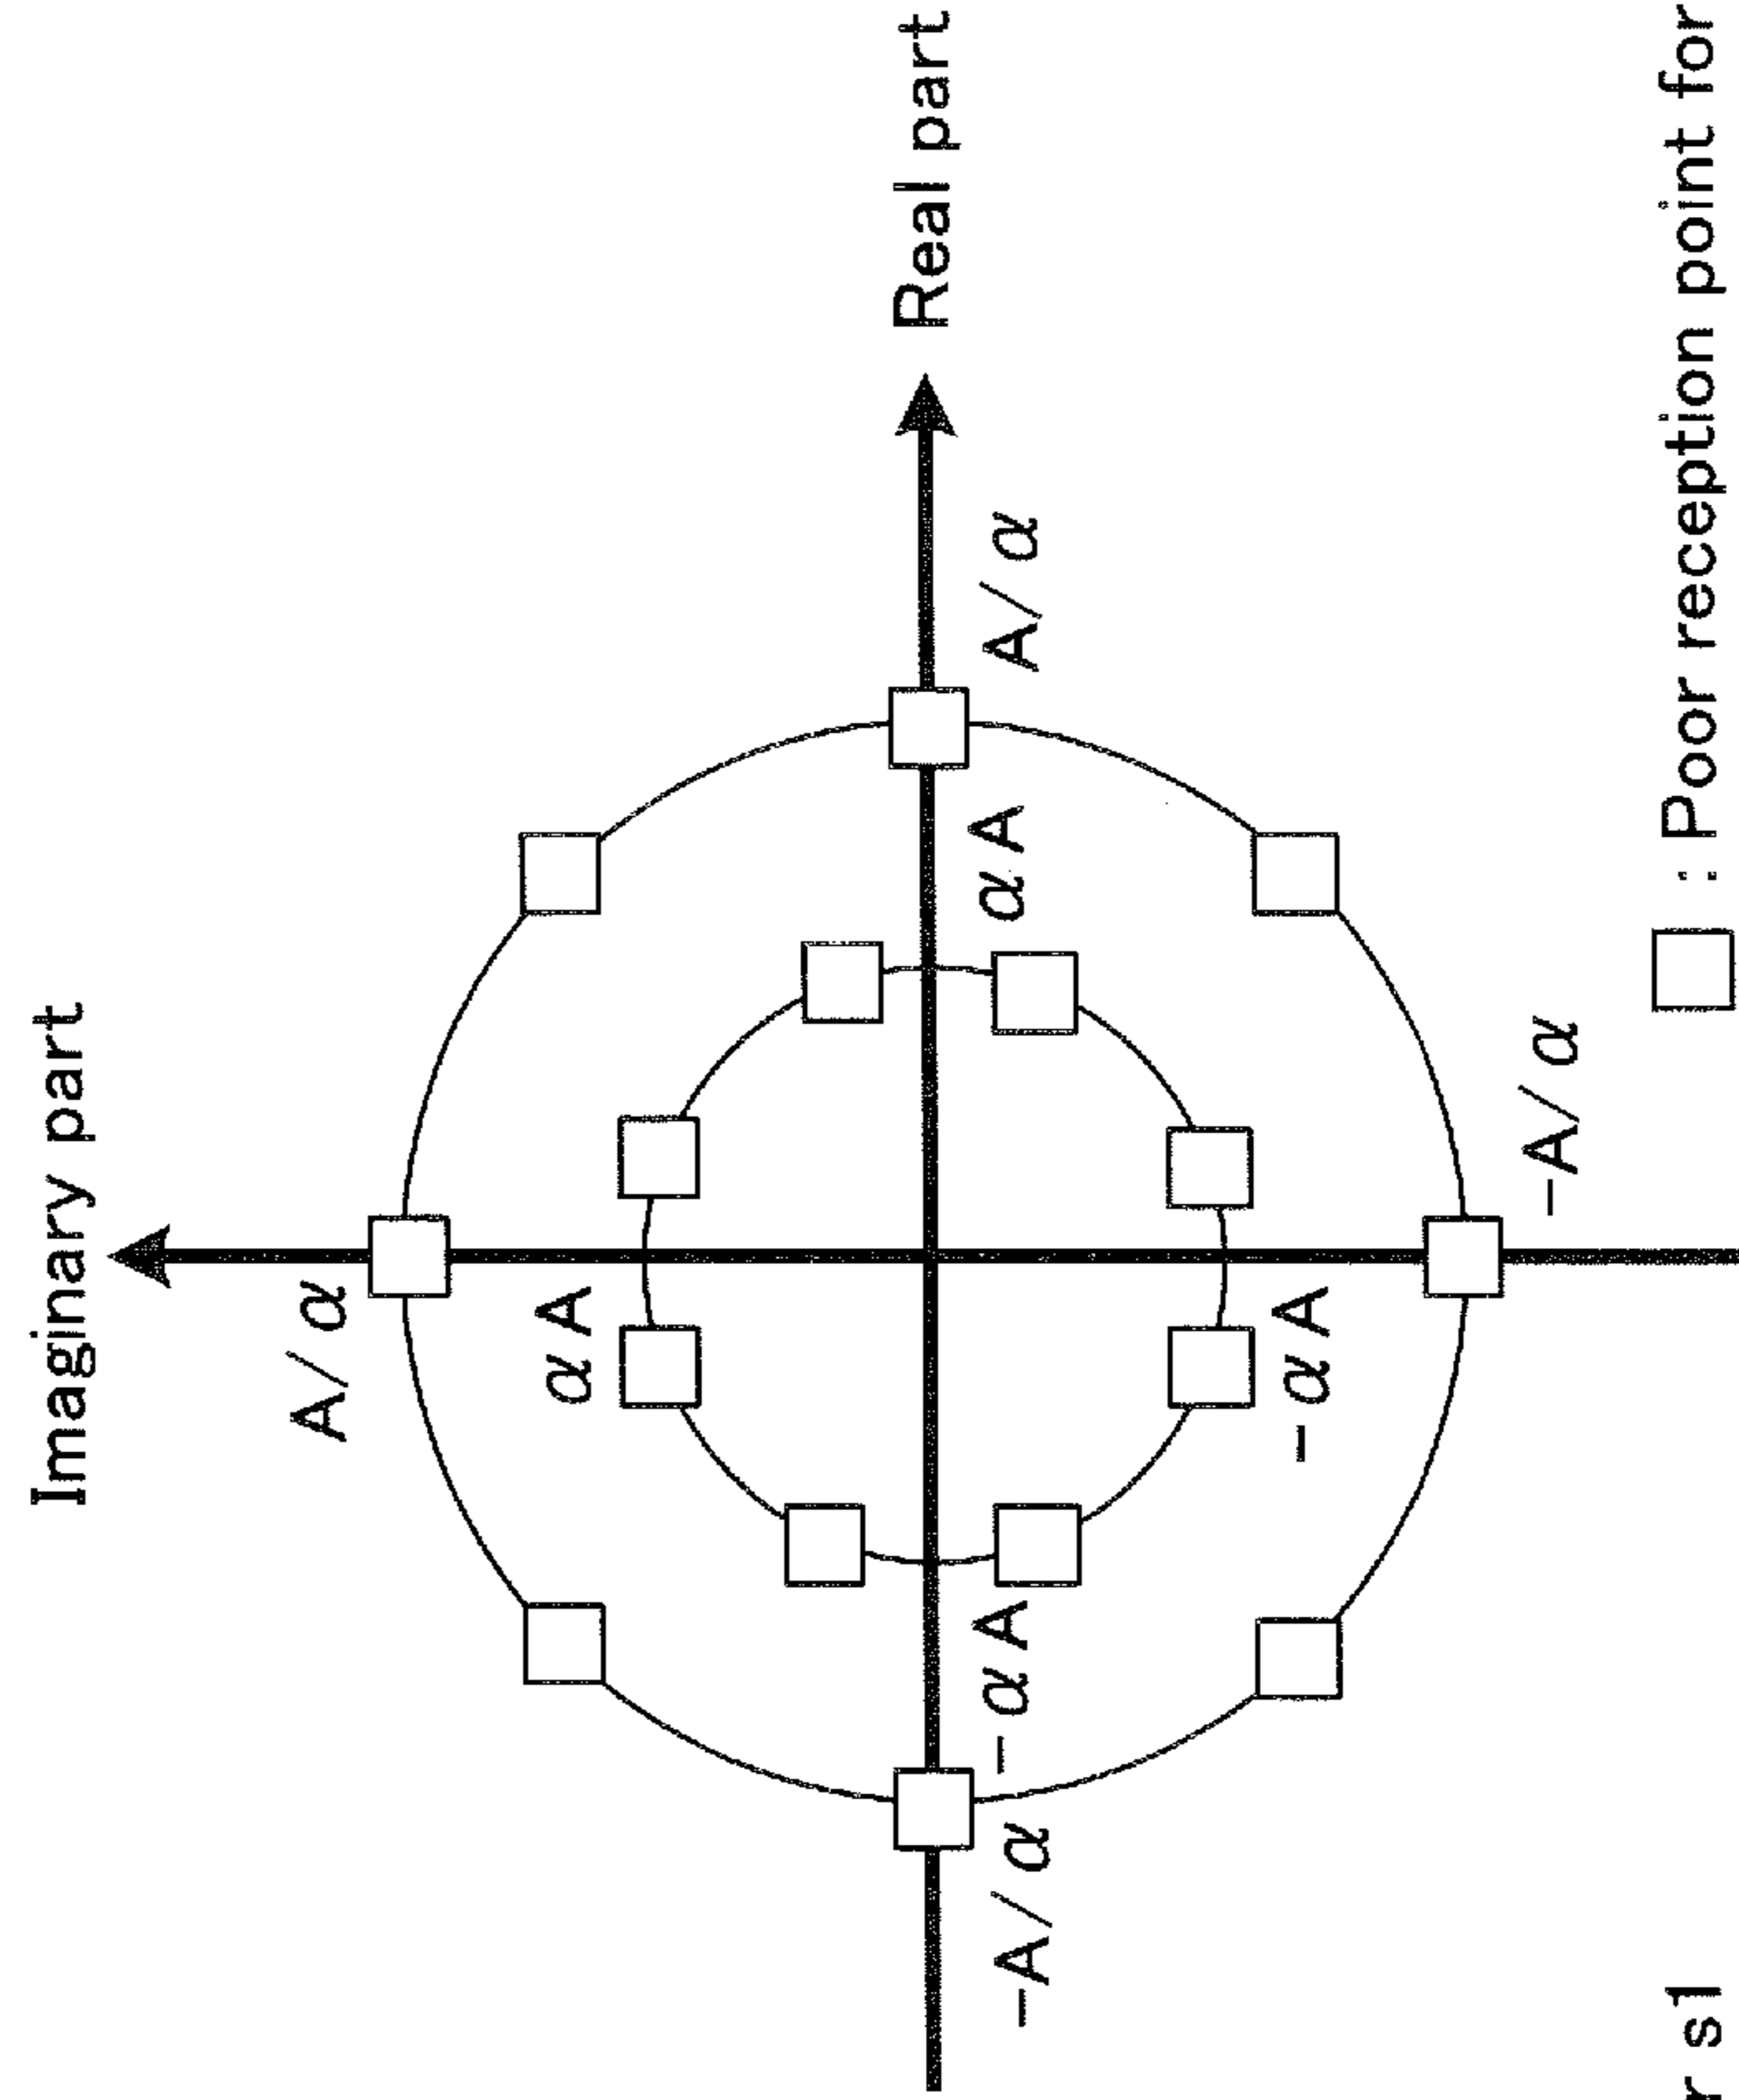 Imaginary part
A/α
αA
Real part
-A/α
-αA
αA
A/α
-αA
-A/α
r s1
: Poor reception point for